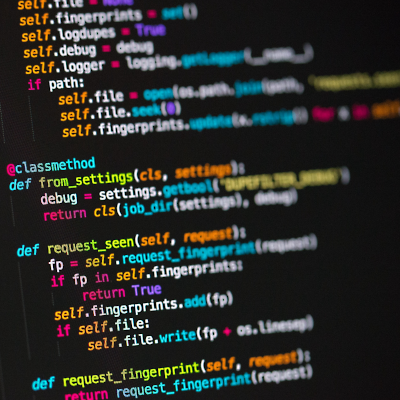 self.file = None
self.fingerprints = set()
self.logdupes = True
self.debug = debug
self.logger = logging.getLogger(__name__)
if path:
self.file = open(os.path.join(path, 'requests.seen'
self.file.seek(0)
self.fingerprints.update(x.rstrip() for x in self
@classmethod
def from_settings(cls, settings):
debug = settings.getbool('DUPEFILTER_DEBUG')
return cls(job_dir(settings), debug)
def request_seen(self, request):
fp = self.request_fingerprint(request)
if fp in self.fingerprints:
return True
self.fingerprints.add(fp)
if self.file:
self.file.write(fp + os.linesep)
def request_fingerprint(self, request):
return request_fingerprint(request)